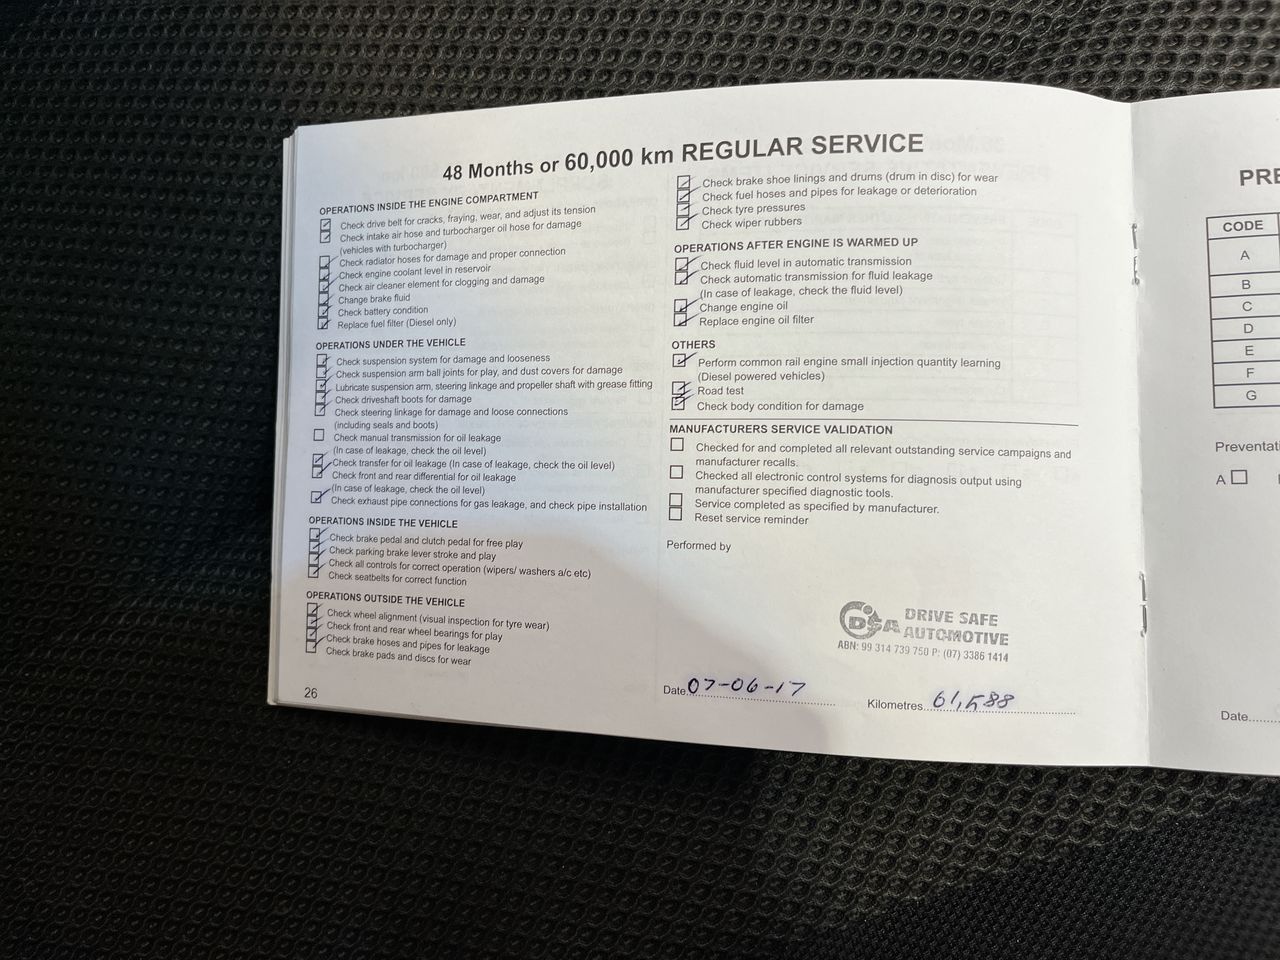 48 Months or 60,000 km REGULAR SERVICE
OPERATIONS INSIDE THE ENGINE COMPARTMENT
Check drive belt for cracks, fraying, wear, and adjust its tension
Check intake air hose and turbocharger oil hose for damage
(vehicles with turbocharger)
Check radiator hoses for damage and proper connection
Check engine coolant level in reservoir
Check air cleaner element for clogging and damage
Change brake fluid
Check battery condition
Replace fuel filter (Diesel only)
OPERATIONS UNDER THE VEHICLE
Check suspension system for damage and looseness
Check suspension arm ball joints for play, and dust covers for damage
Lubricate suspension arm, steering linkage and propeller shaft with grease fitting
Check driveshaft boots for damage
Check steering linkage for damage and loose connections
(including seals and boots)
Check manual transmission for oil leakage
(In case of leakage, check the oil level)
Check transfer for oil leakage (In case of leakage, check the oil level)
Check front and rear differential for oil leakage
(In case of leakage, check the oil level)
Check exhaust pipe connections for gas leakage, and check pipe installation
OPERATIONS INSIDE THE VEHICLE
Check brake pedal and clutch pedal for free play
Check parking brake lever stroke and play
Check all controls for correct operation (wipers/ washers a/c etc)
Check seatbelts for correct function
OPERATIONS OUTSIDE THE VEHICLE
Check wheel alignment (visual inspection for tyre wear)
Check front and rear wheel bearings for play
Check brake hoses and pipes for leakage
Check brake pads and discs for wear
26
Check brake shoe linings and drums (drum in disc) for wear
Check fuel hoses and pipes for leakage or deterioration
Check tyre pressures
Check wiper rubbers
OPERATIONS AFTER ENGINE IS WARMED UP
Check fluid level in automatic transmission
Check automatic transmission for fluid leakage
(In case of leakage, check the fluid level)
Change engine oil
Replace engine oil filter
OTHERS
Perform common rail engine small injection quantity learning
(Diesel powered vehicles)
Road test
Check body condition for damage
MANUFACTURERS SERVICE VALIDATION
Checked for and completed all relevant outstanding service campaigns and
manufacturer recalls.
Checked all electronic control systems for diagnosis output using
manufacturer specified diagnostic tools.
Service completed as specified by manufacturer.
Reset service reminder
Performed by
DSA DRIVE SAFE
AUTOMOTIVE
ABN: 99 314 739 750 P: (07) 3386 1414
Date 07-06-17
Kilometres 61,588
PRE
CODE
A
B
C
D
E
F
G
Preventati
A
Date